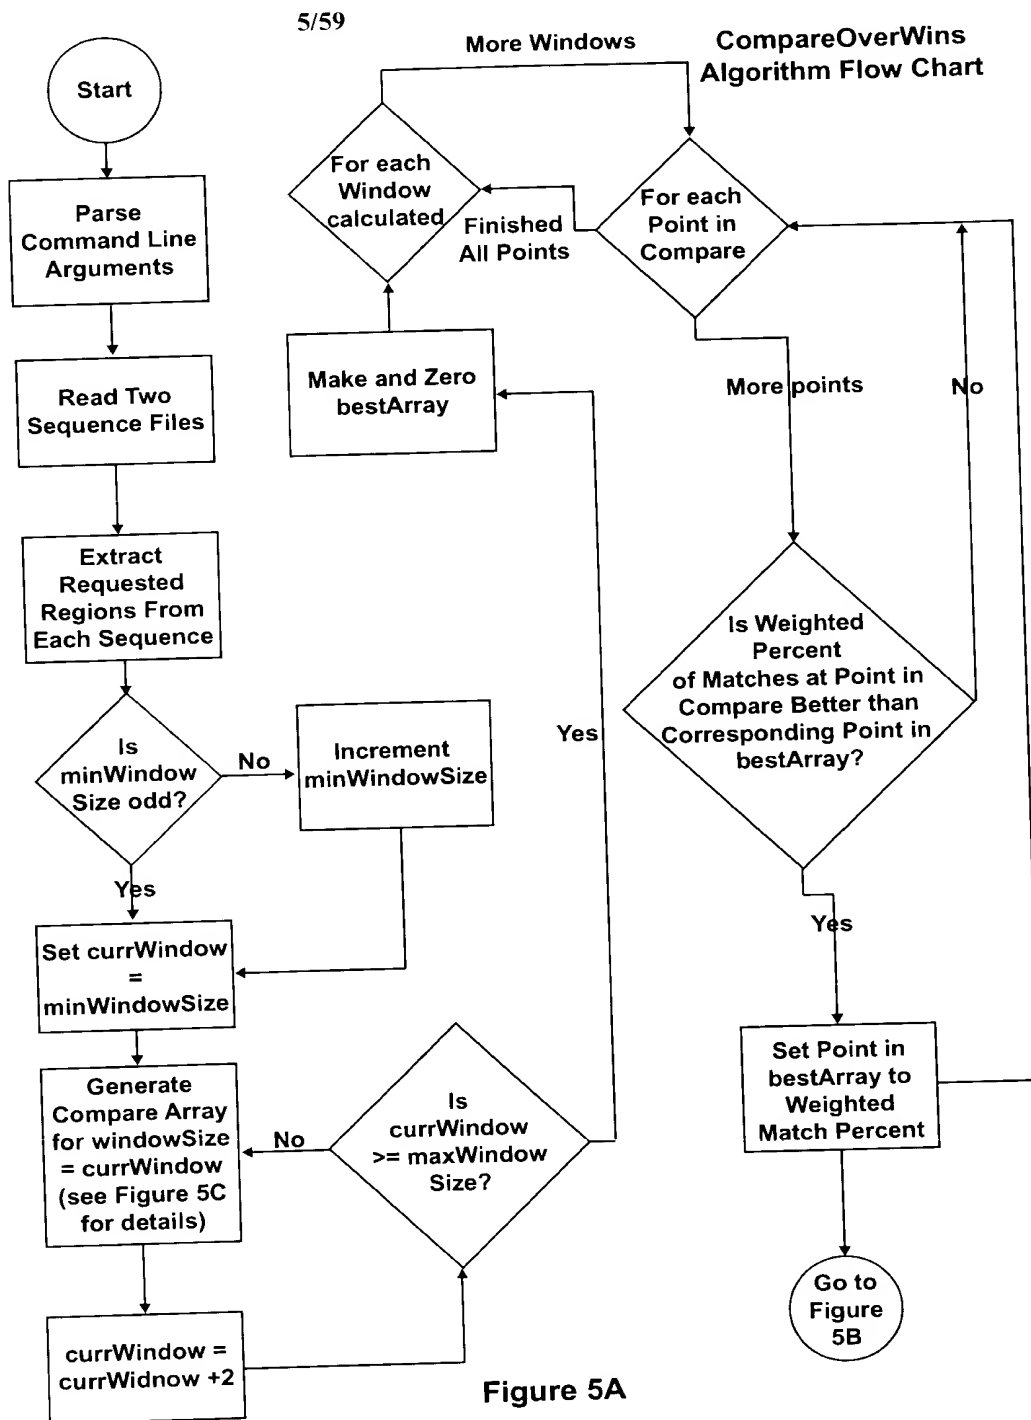 5/59
CompareOverWins
Algorithm Flow Chart
Start
Parse
Command Line
Arguments
Read Two
Sequence Files
Extract
Requested
Regions From
Each Sequence
Is
minWindow
Size odd?
No
Increment
minWindowSize
Yes
Set currWindow
=
minWindowSize
Generate
Compare Array
for windowSize
= currWindow
(see Figure 5C
for details)
currWindow =
currWidnow +2
Is
currWindow
>= maxWindow
Size?
No
Yes
Make and Zero
bestArray
For each
Window
calculated
More Windows
Finished
All Points
For each
Point in
Compare
More points
No
Is Weighted
Percent
of Matches at Point in
Compare Better than
Corresponding Point in
bestArray?
Yes
Set Point in
bestArray to
Weighted
Match Percent
Go to
Figure
5B
Figure 5A